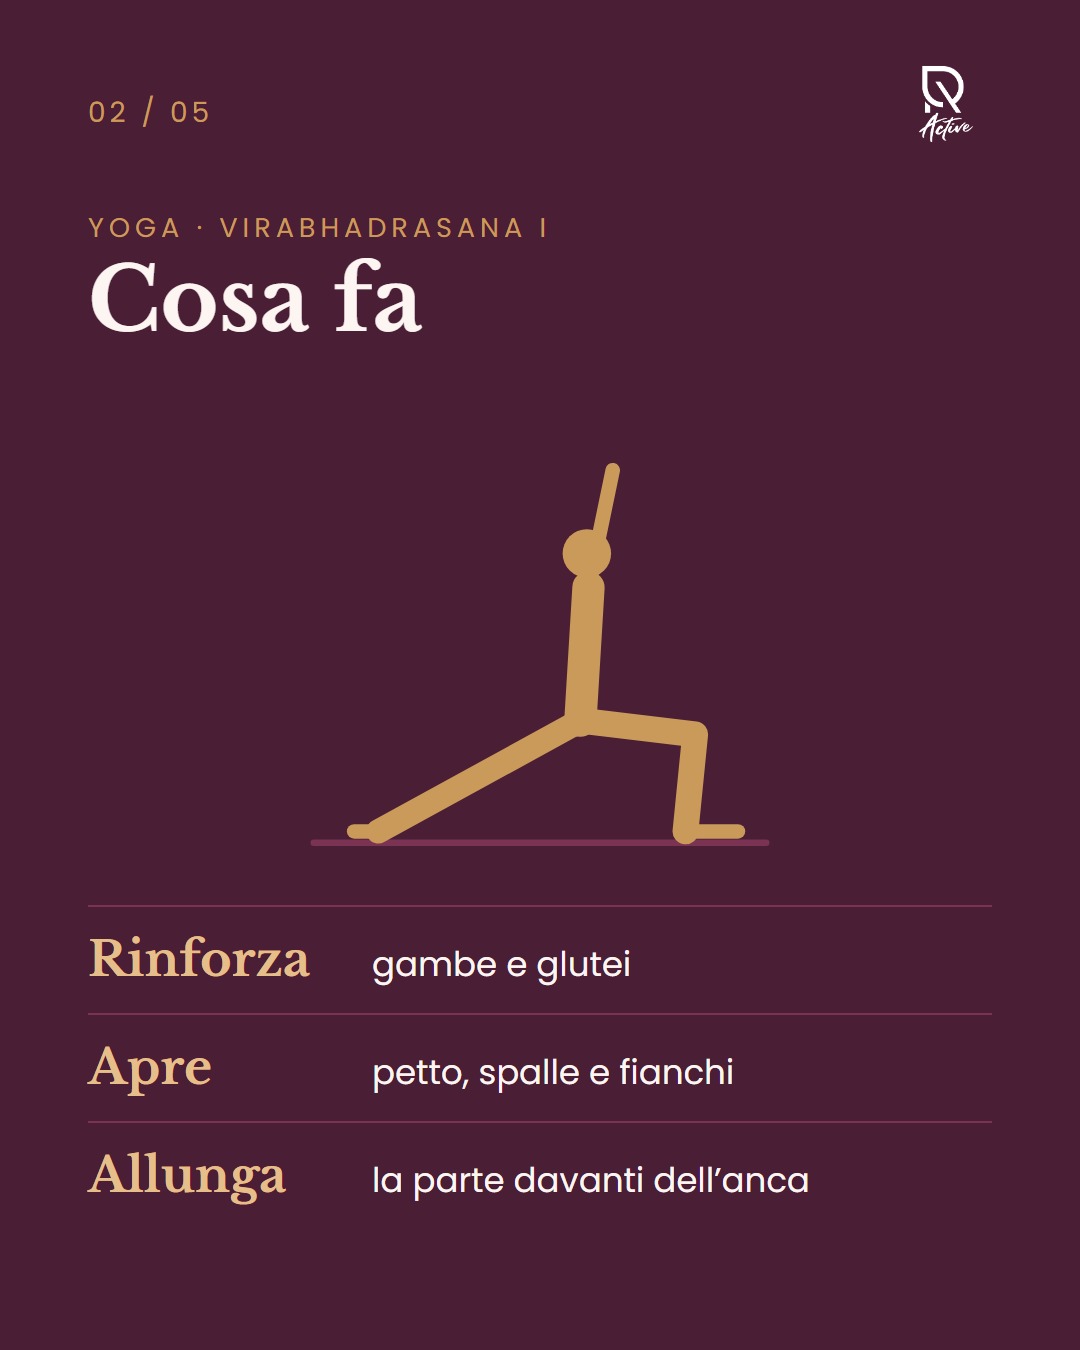 02 / 05
Active
YOGA · VIRABHADRASANA I
Cosa fa
Rinforza gambe e glutei
Apre petto, spalle e fianchi
Allunga la parte davanti dell’anca